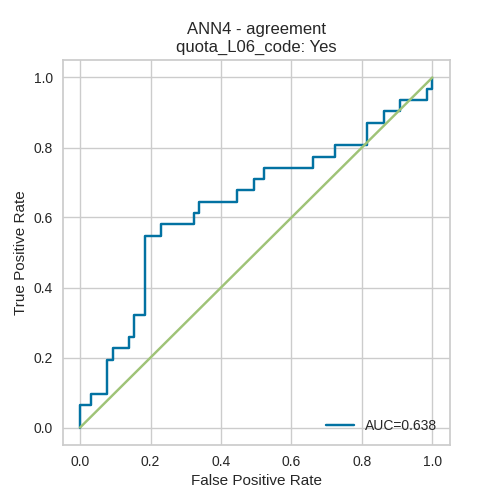 ANN4 - agreement
quota_L06_code: Yes
1.0
0.8
0.6
0.4
0.2
0.0
True Positive Rate
AUC=0.638
0.0 0.2 0.4 0.6 0.8 1.0
False Positive Rate